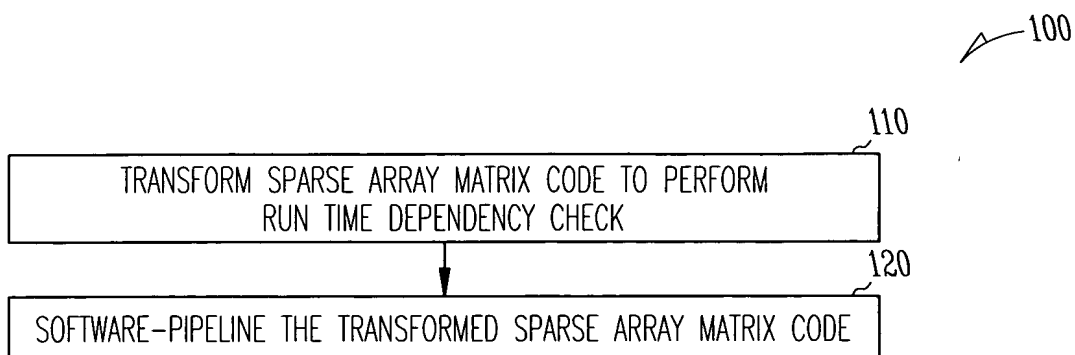 100
110
TRANSFORM SPARSE ARRAY MATRIX CODE TO PERFORM
RUN TIME DEPENDENCY CHECK
120
SOFTWARE-PIPELINE THE TRANSFORMED SPARSE ARRAY MATRIX CODE